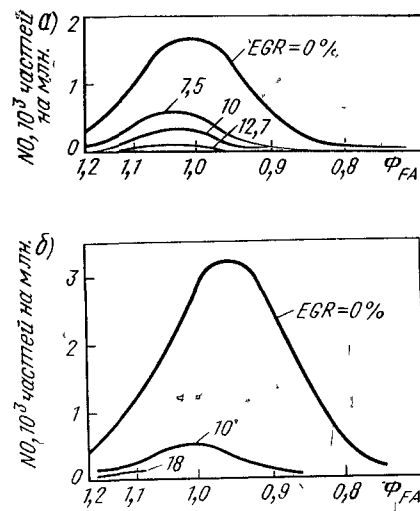 а)
NO, 10³ частей на млн.
2
1
0
EGR=0%
7,5
10
12,7
1,2 1,1 1,0 0,9 0,8 Φ_FA
б)
NO, 10³ частей на млн.
3
2
1
0
EGR=0%
10
18
1,2 1,1 1,0 0,9 0,8 Φ_FA